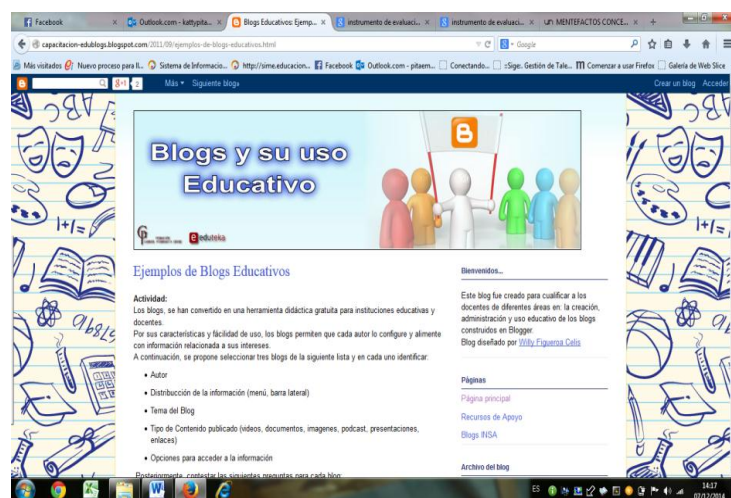 Facebook
Outlook.com - kattypita...
Blogs Educativos: Ejemp...
instrumento de evaluaci...
instrumento de evaluaci...
MENTEFACTOS CONCE...
capacitacion-edublogs.blogspot.com/2011/09/ejemplos-de-blogs-educativos.html
Google
Más visitados
Nuevo proceso para ll...
Sistema de Informacio...
http://sime.educacion...
Facebook
Outlook.com - pitaem...
Conectando...
::Sige:. Gestión de Tale...
Comenzar a usar Firefox
Galería de Web Slice
+1 2
Más
Siguiente blog»
Crear un blog
Acceder
Blogs y su uso
Educativo
eduteka
Ejemplos de Blogs Educativos
Actividad:
Los blogs, se han convertido en una herramienta didáctica gratuita para instituciones educativas y
docentes.
Por sus características y fácilidad de uso, los blogs permiten que cada autor lo configure y alimente
con información relacionada a sus intereses.
A continuación, se propone seleccionar tres blogs de la siguiente lista y en cada uno identificar:
• Autor
• Distribucción de la información (menú, barra lateral)
• Tema del Blog
• Tipo de Contenido publicado (videos, documentos, imagenes, podcast, presentaciones,
enlaces)
• Opciones para acceder a la información
Posteriormente, contestar las siguientes preguntas para cada blog:
Bienvenidos...
Este blog fue creado para cualificar a los
docentes de diferentes áreas en: la creación,
administración y uso educativo de los blogs
construidos en Blogger.
Blog diseñado por Willy Figueroa Celis
Páginas
Página principal
Recursos de Apoyo
Blogs INSA
Archivo del blog
ES
14:17
02/12/2014